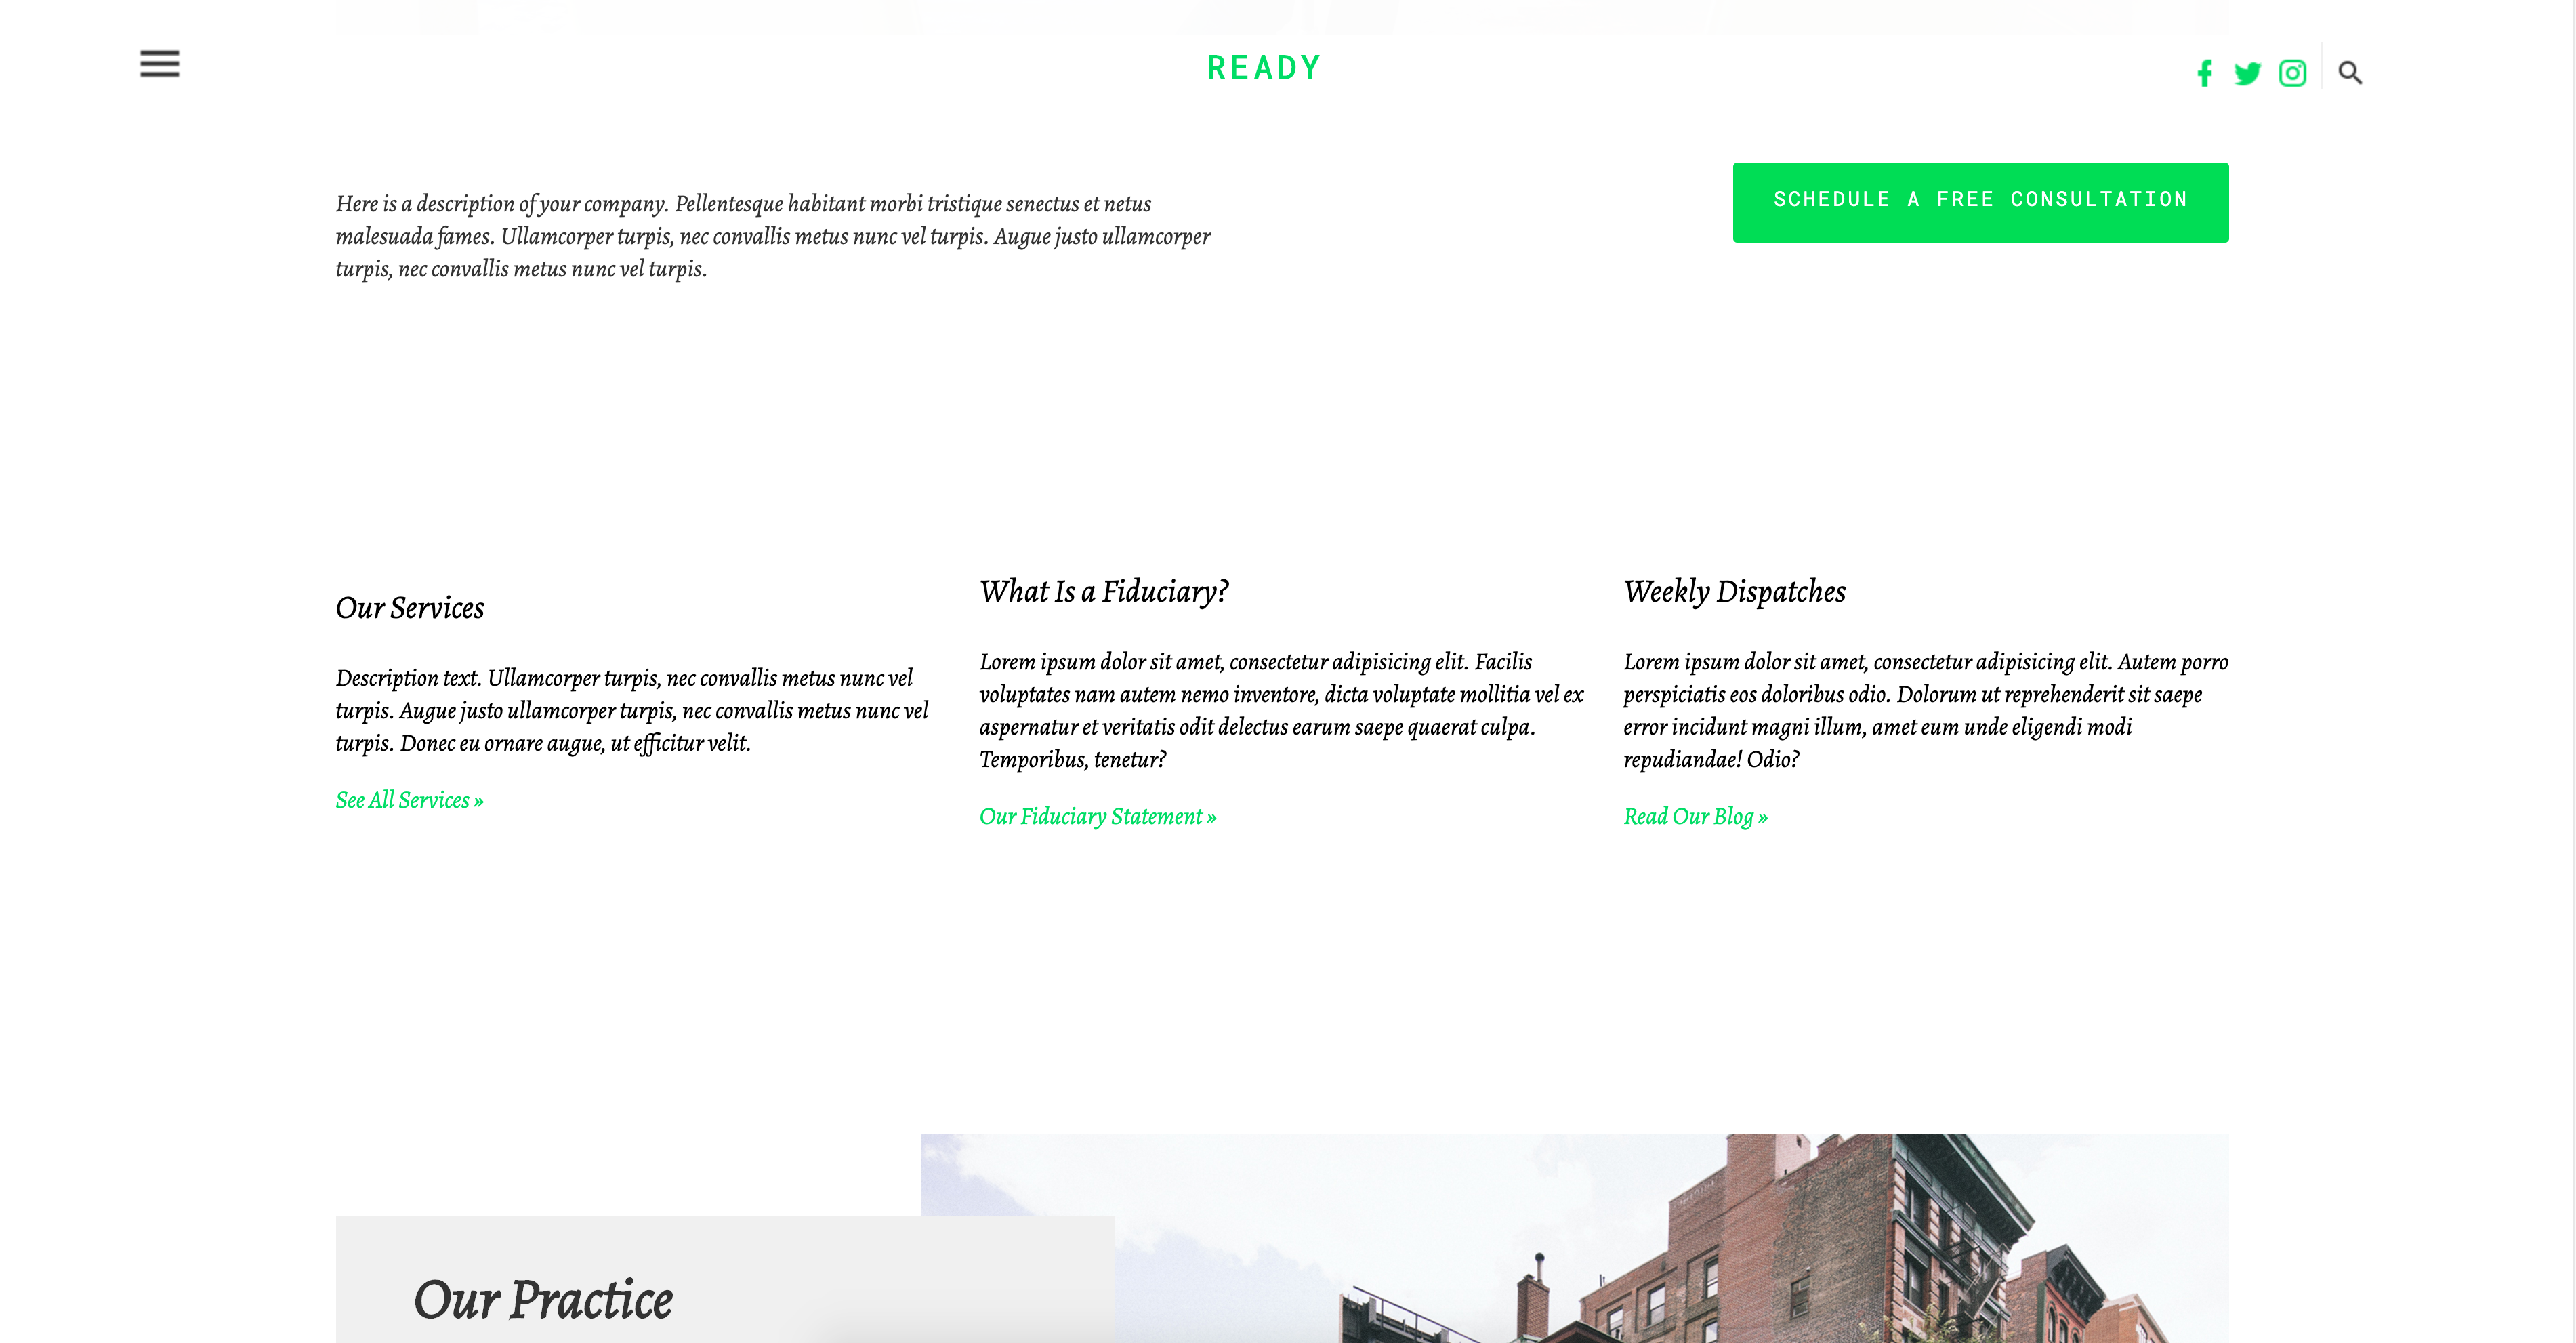 READY
Here is a description of your company. Pellentesque habitant morbi tristique senectus et netus
malesuada fames. Ullamcorper turpis, nec convallis metus nunc vel turpis. Augue justo ullamcorper
turpis, nec convallis metus nunc vel turpis.
SCHEDULE A FREE CONSULTATION
Our Services
Description text. Ullamcorper turpis, nec convallis metus nunc vel
turpis. Augue justo ullamcorper turpis, nec convallis metus nunc vel
turpis. Donec eu ornare augue, ut efficitur velit.
See All Services »
What Is a Fiduciary?
Lorem ipsum dolor sit amet, consectetur adipisicing elit. Facilis
voluptates nam autem nemo inventore, dicta voluptate mollitia vel ex
aspernatur et veritatis odit delectus earum saepe quaerat culpa.
Temporibus, tenetur?
Our Fiduciary Statement »
Weekly Dispatches
Lorem ipsum dolor sit amet, consectetur adipisicing elit. Autem porro
perspiciatis eos doloribus odio. Dolorum ut reprehenderit sit saepe
error incidunt magni illum, amet eum unde eligendi modi
repudiandae! Odio?
Read Our Blog »
Our Practice